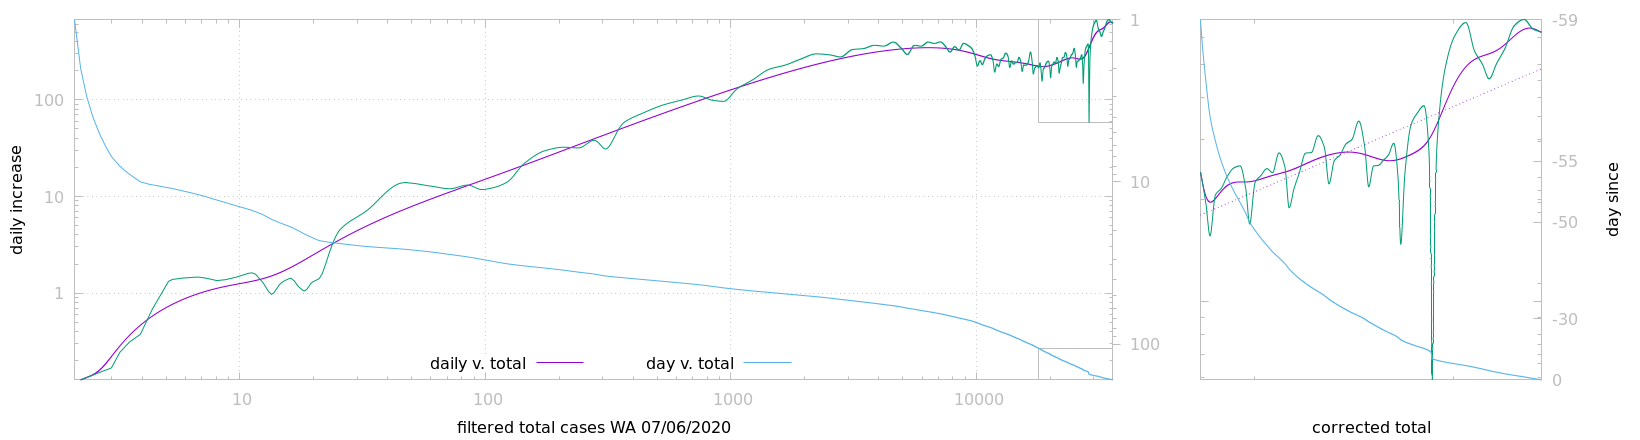 daily increase
100
10
1
10
100
1000
10000
filtered total cases WA 07/06/2020
daily v. total
day v. total
1
10
100
-59
-55
-50
-30
0
day since
corrected total